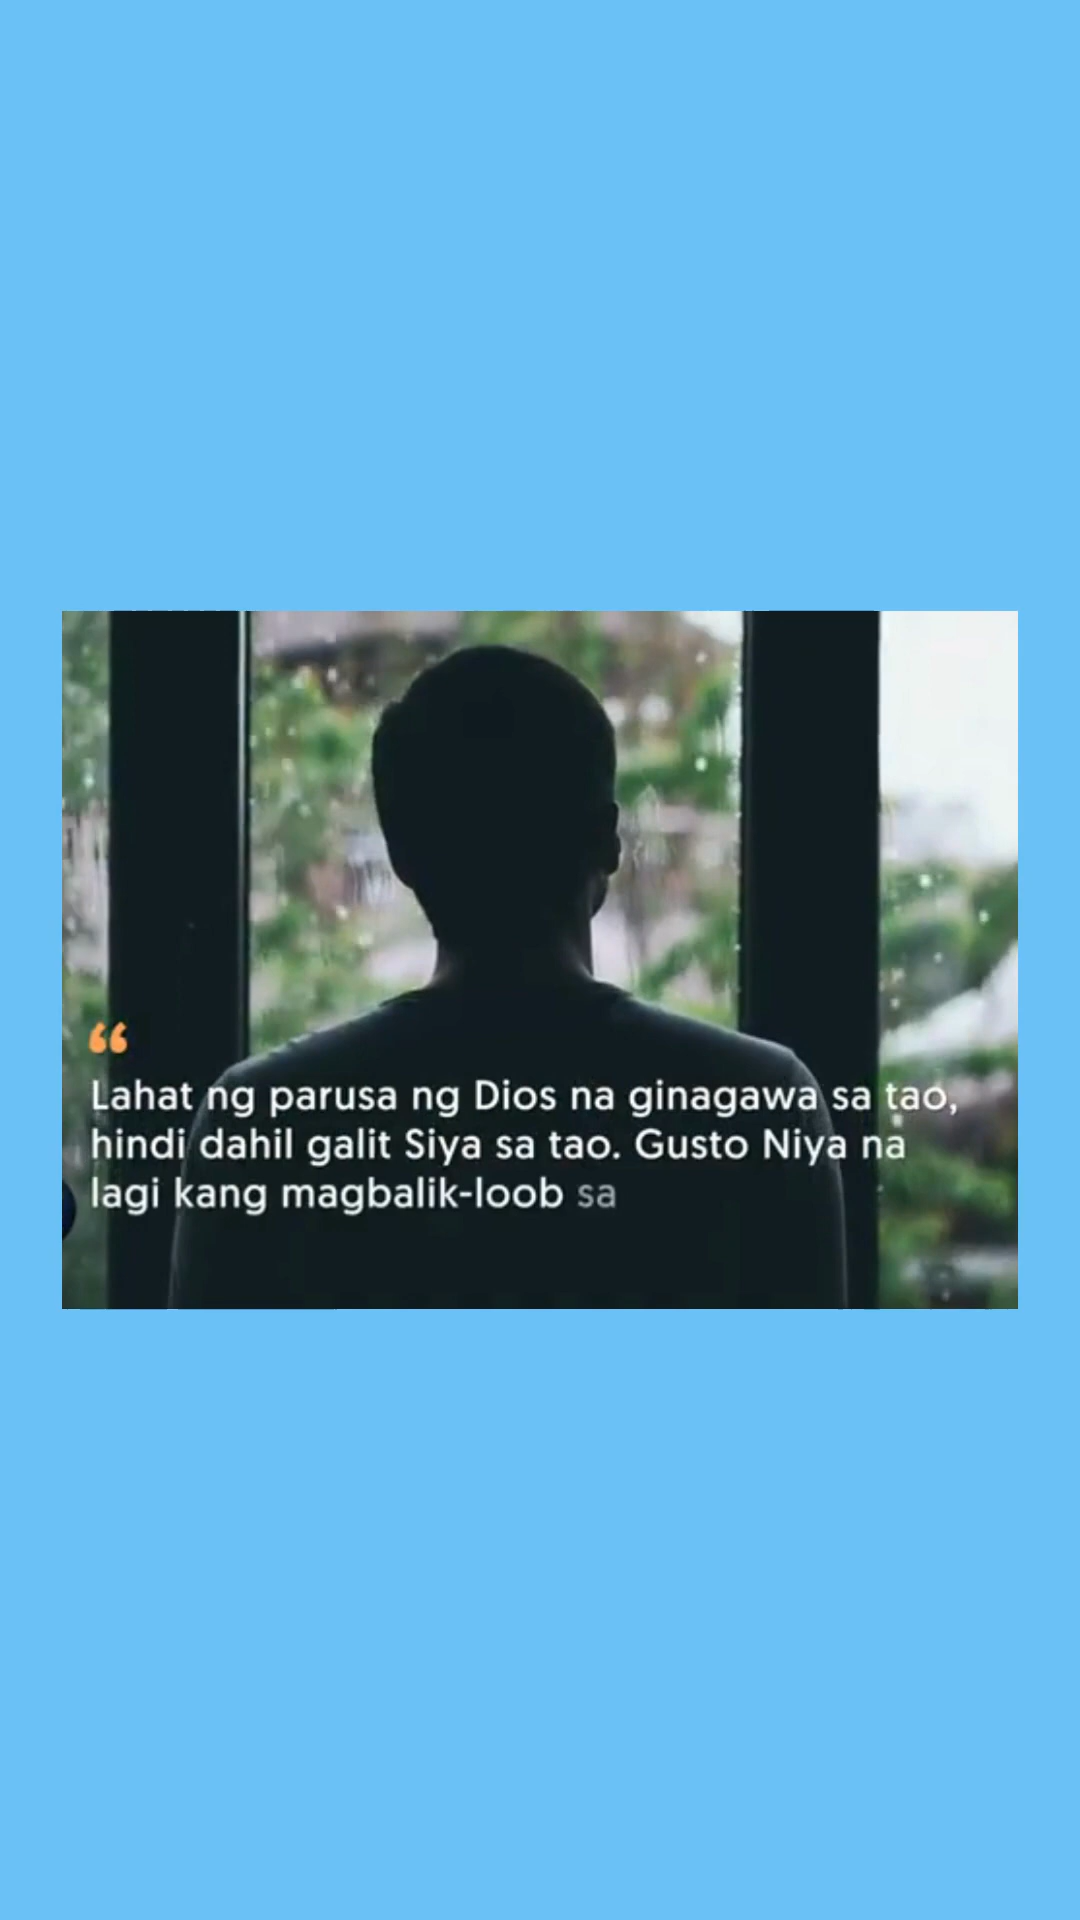 “
Lahat ng parusa ng Dios na ginagawa sa tao,
hindi dahil galit Siya sa tao. Gusto Niya na
lagi kang magbalik-loob sa